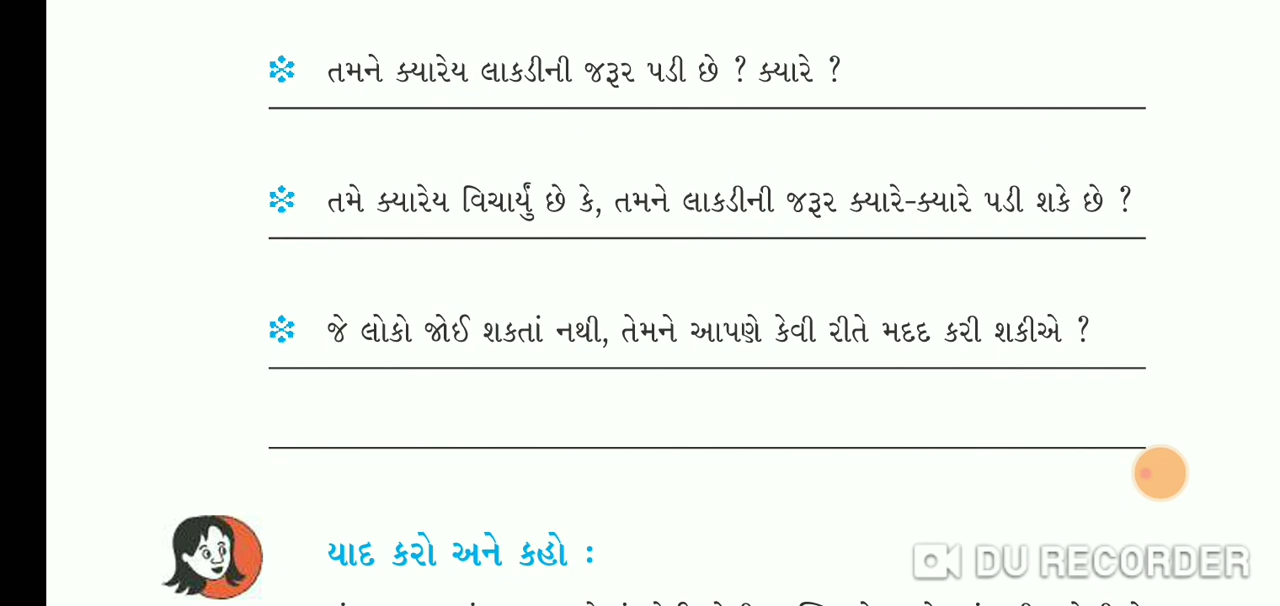 તમને ક્યારેય લાકડીની જરૂર પડી છે ? ક્યારે ?
તમે ક્યારેય વિચાર્યું છે કે, તમને લાકડીની જરૂર ક્યારે-ક્યારે પડી શકે છે ?
જે લોકો જોઈ શકતાં નથી, તેમને આપણે કેવી રીતે મદદ કરી શકીએ ?
યાદ કરો અને કહો :
DU RECORDER